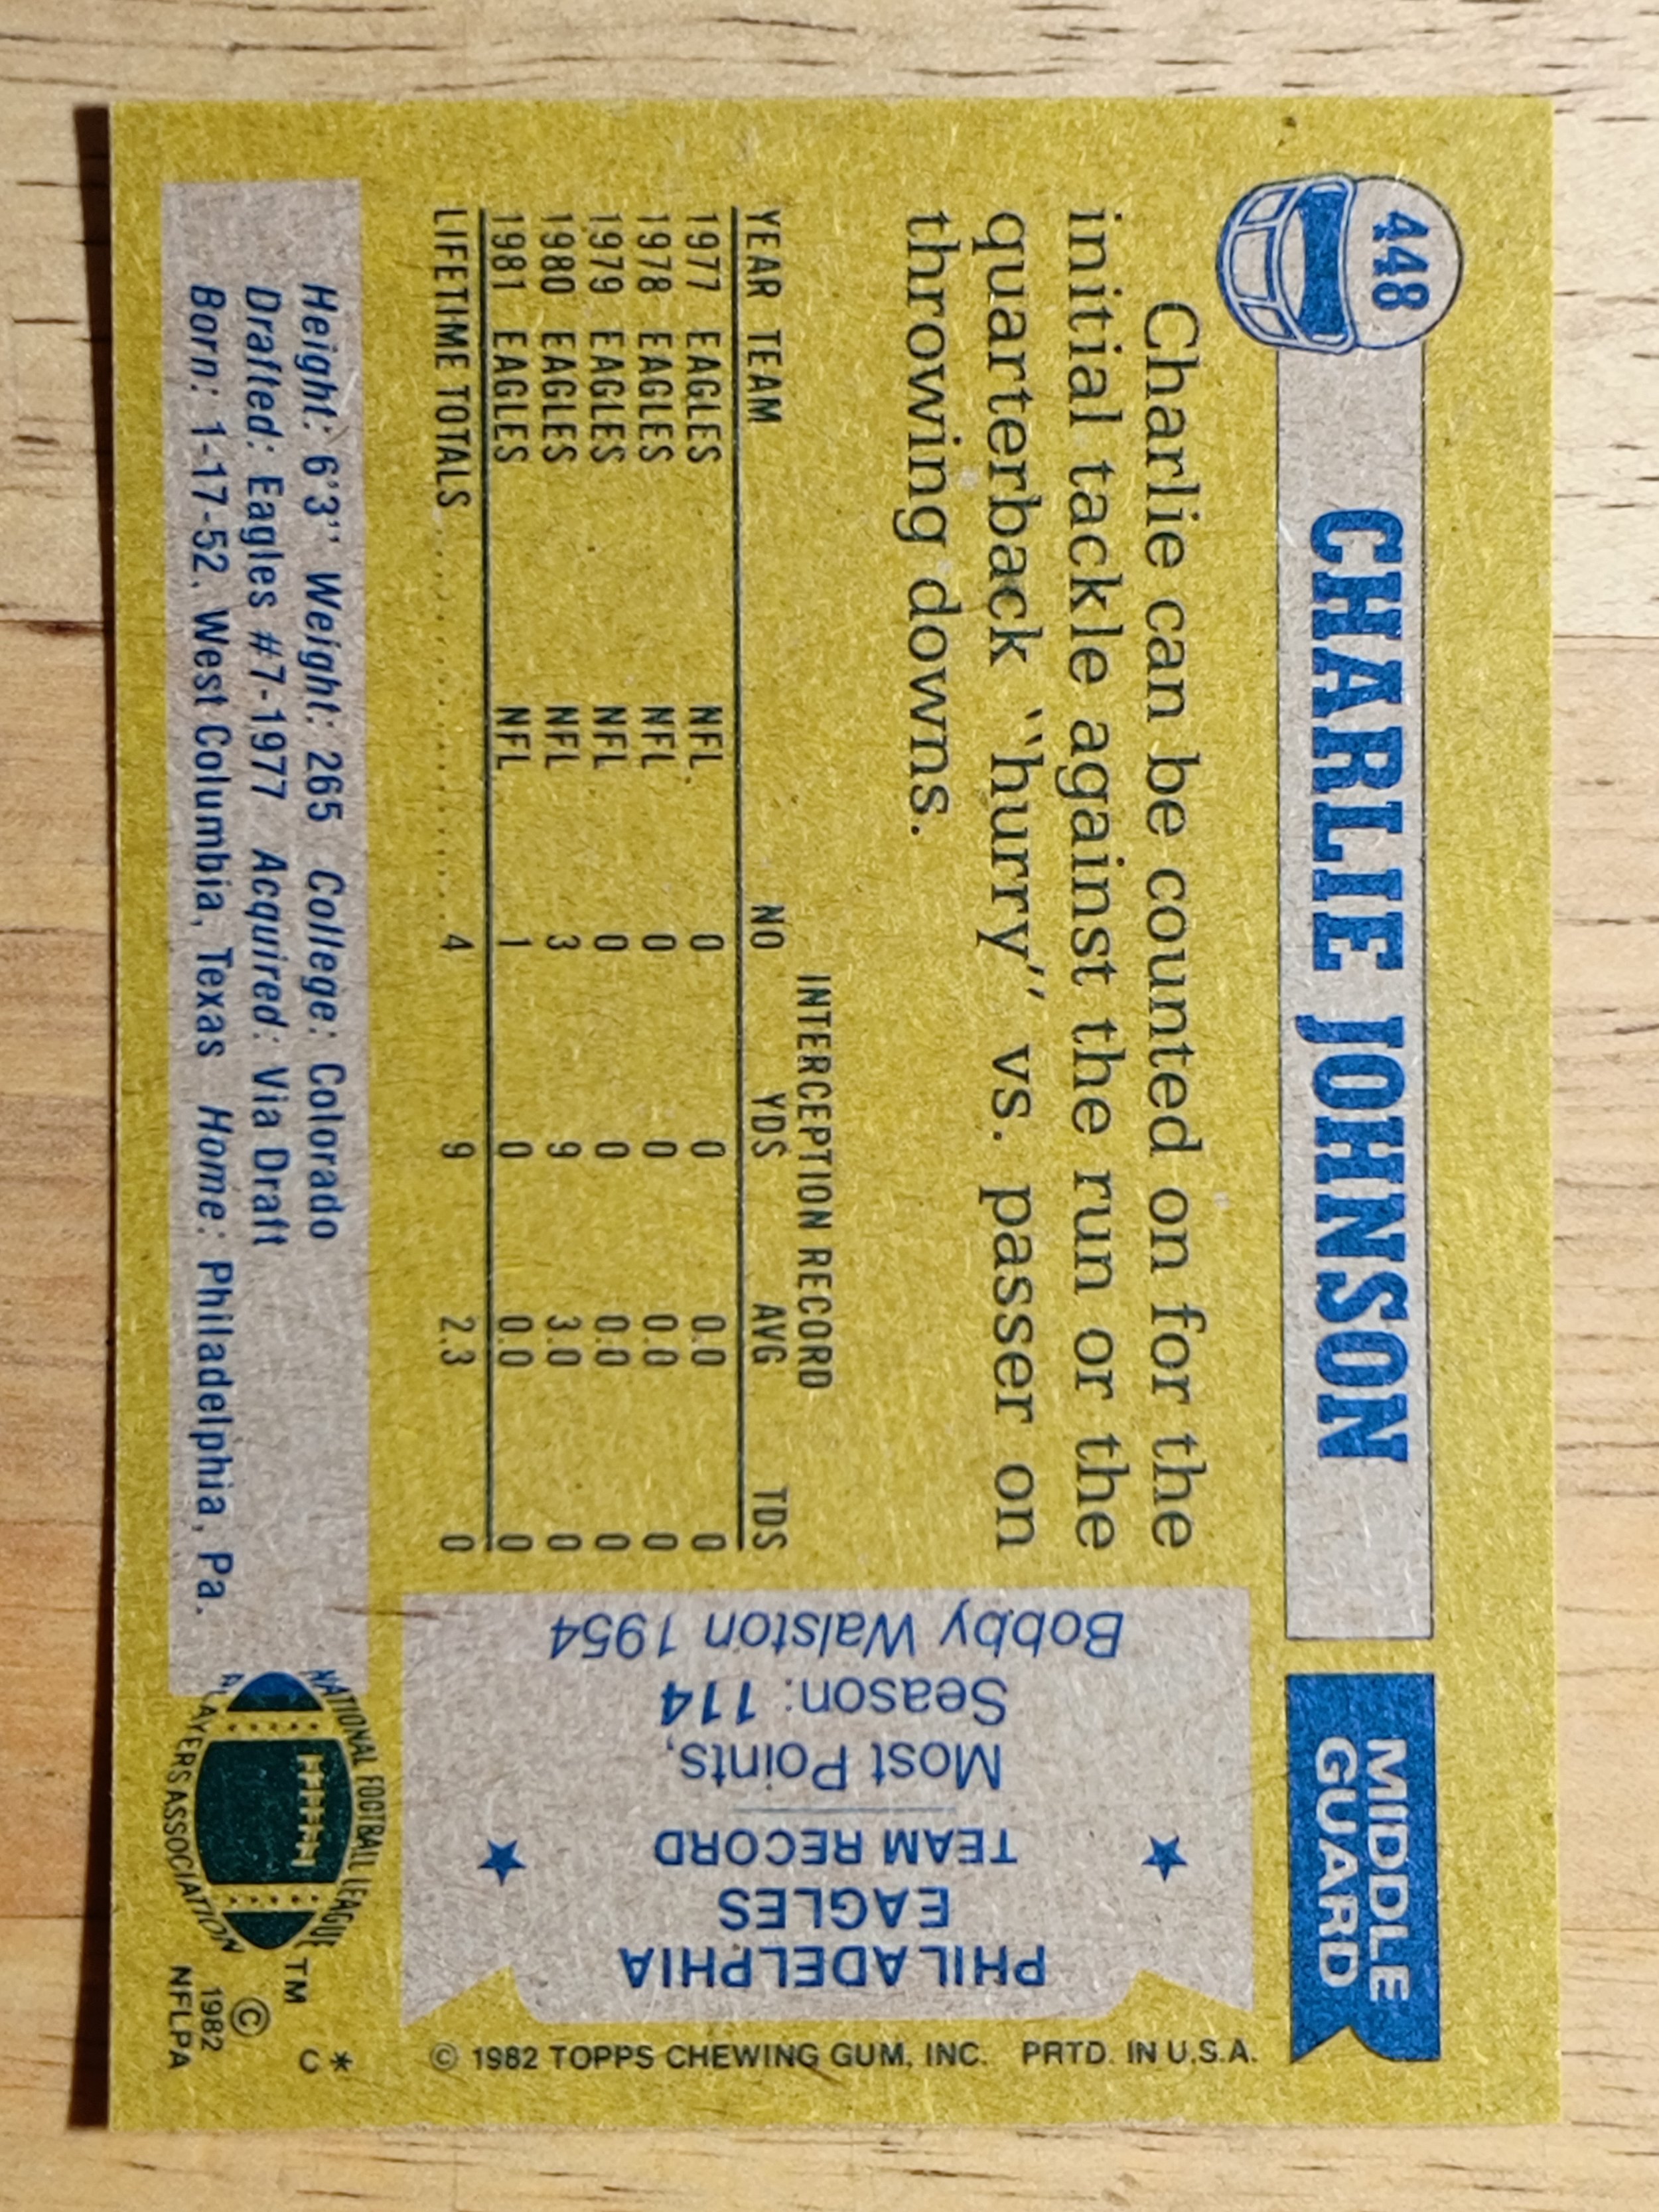 448
CHARLIE JOHNSON
MIDDLE
GUARD
Charlie can be counted on for the
initial tackle against the run or the
quarterback "hurry" vs. passer on
throwing downs.
INTERCEPTION RECORD
YEAR TEAM NO YDS AVG TDS
1977 EAGLES NFL 0 0 0.0 0
1978 EAGLES NFL 0 0 0.0 0
1979 EAGLES NFL 0 0 0.0 0
1980 EAGLES NFL 3 9 3.0 0
1981 EAGLES NFL 1 0 0.0 0
LIFETIME TOTALS 4 9 2.3 0
Height: 6'3" Weight: 265 College: Colorado
Drafted: Eagles #7-1977 Acquired: Via Draft
Born: 1-17-52, West Columbia, Texas Home: Philadelphia, Pa.
PHILADELPHIA
EAGLES
TEAM RECORD
Most Points,
Season: 114
Bobby Walston 1954
© 1982 TOPPS CHEWING GUM, INC. PRTD. IN U.S.A.
NATIONAL FOOTBALL LEAGUE
PLAYERS ASSOCIATION
TM
©
1982
NFLPA
C*